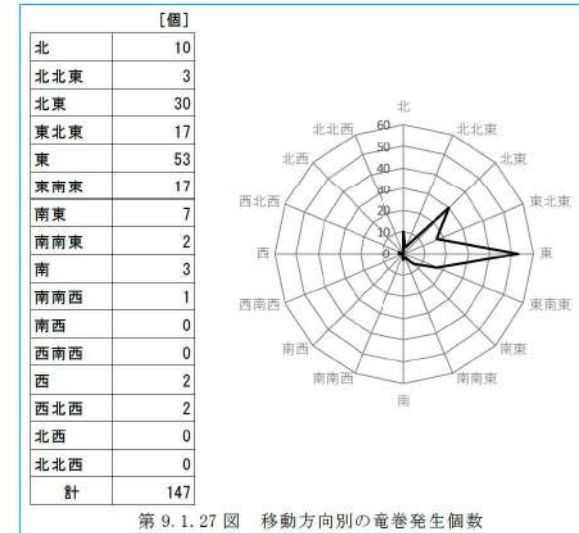 [個]
北 10
北北東 3
北東 30
東北東 17
東 53
東南東 17
南東 7
南南東 2
南 3
南南西 1
南西 0
西南西 0
西 2
西北西 2
北西 0
北北西 0
計 147
北
北北東
北東
東北東
東
東南東
南東
南南東
南
南南西
南西
西南西
西
西北西
北西
北北西
60
50
40
30
20
10
0
第 9.1.27 図 移動方向別の竜巻発生個数